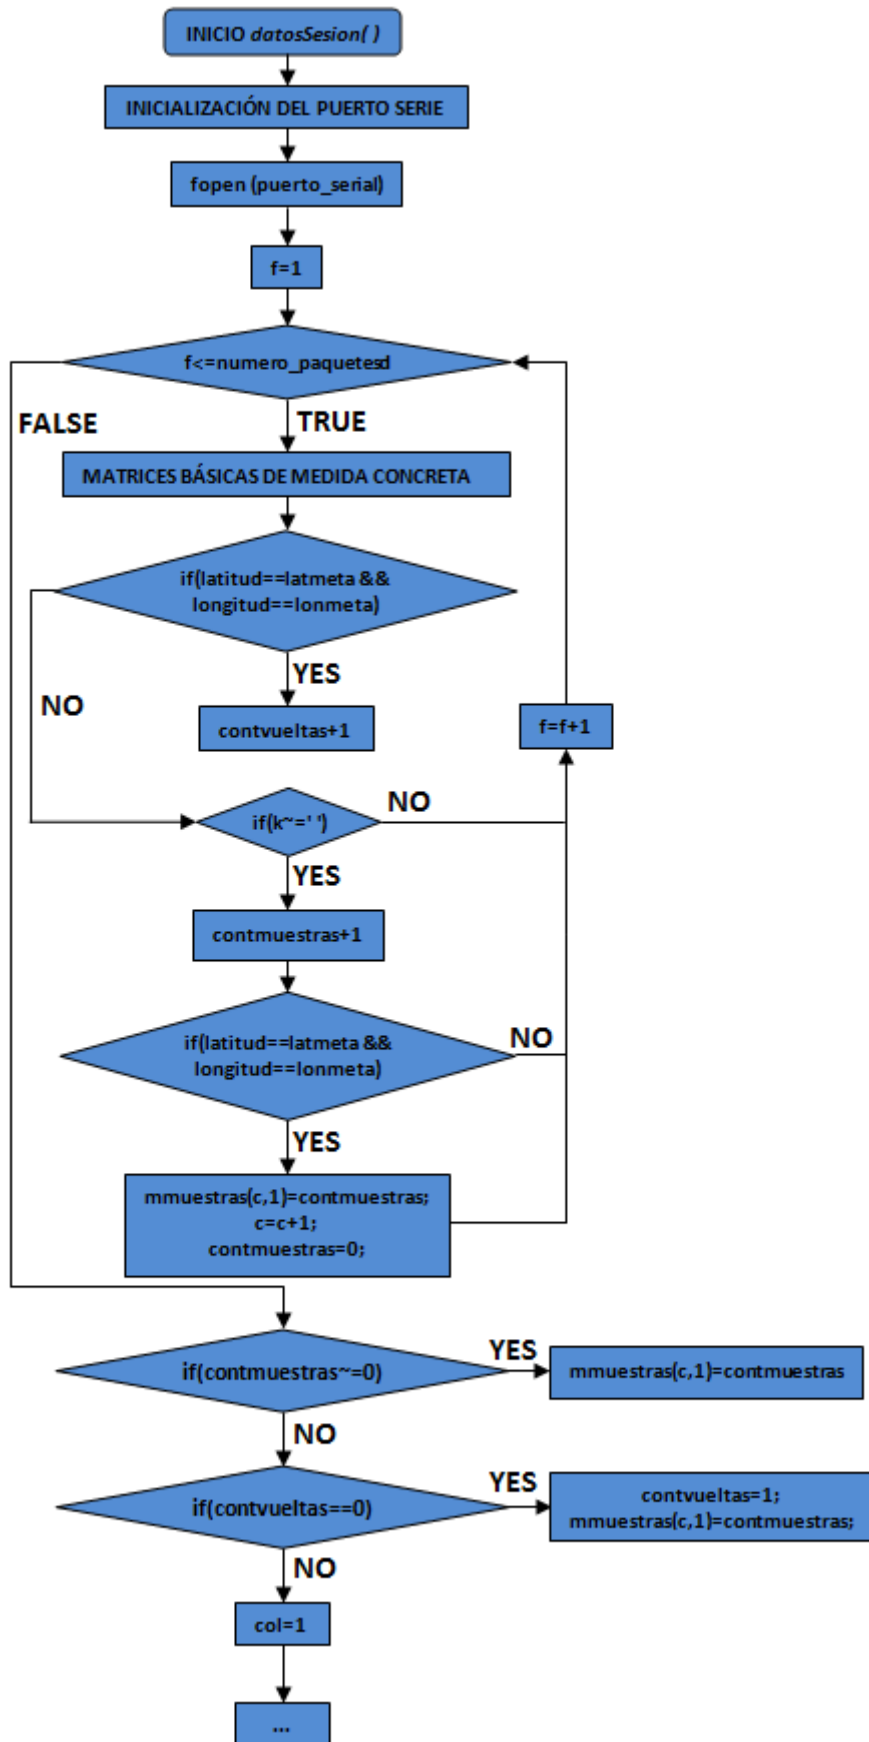 INICIO datosSesion( )
INICIALIZACIÓN DEL PUERTO SERIE
fopen (puerto_serial)
f=1
f<=numero_paquetesd
FALSE
TRUE
MATRICES BÁSICAS DE MEDIDA CONCRETA
if(latitud==latmeta &&
longitud==lonmeta)
YES
NO
contvueltas+1
f=f+1
if(k~=' ')
NO
YES
contmuestras+1
if(latitud==latmeta &&
longitud==lonmeta)
NO
YES
mmuestras(c,1)=contmuestras;
c=c+1;
contmuestras=0;
if(contmuestras~=0)
YES
mmuestras(c,1)=contmuestras
NO
if(contvueltas==0)
YES
contvueltas=1;
mmuestras(c,1)=contmuestras;
NO
col=1
...